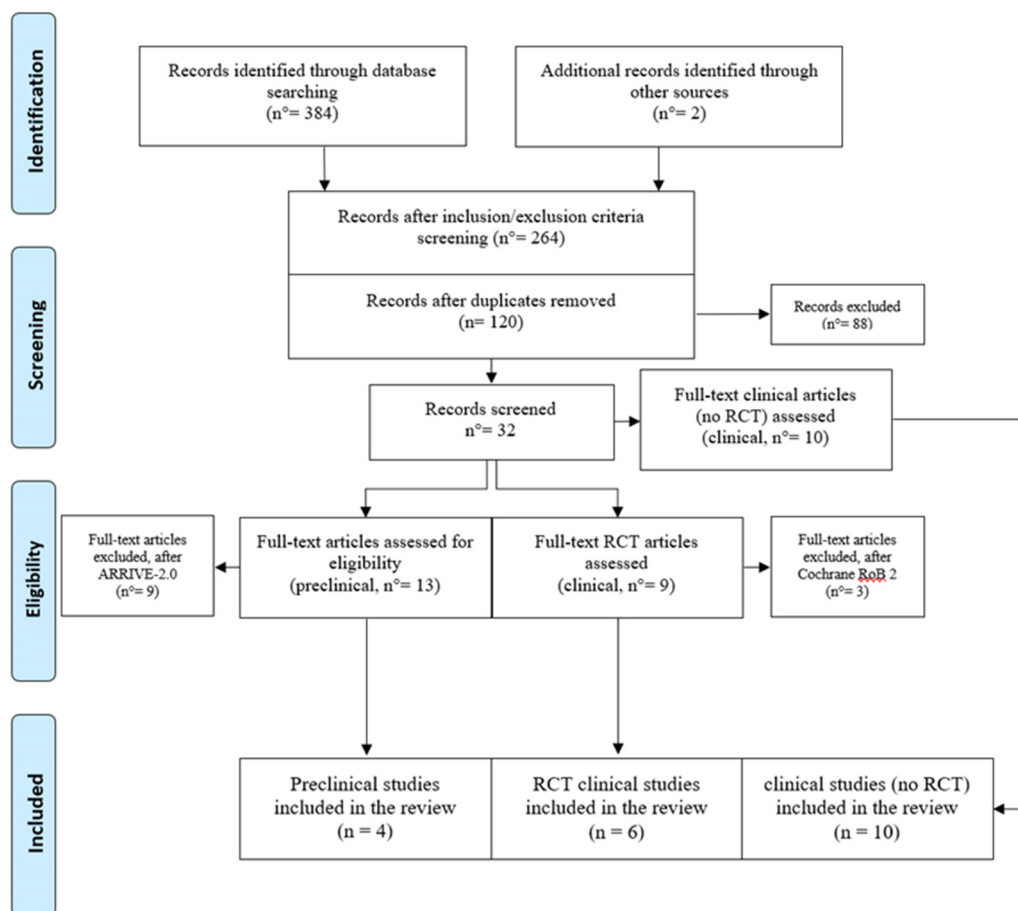 Identification
Records identified through database
searching
(n°= 384)
Additional records identified through
other sources
(n°= 2)
Records after inclusion/exclusion criteria
screening (n°= 264)
Screening
Records after duplicates removed
(n= 120)
Records excluded
(n°= 88)
Records screened
n°= 32
Full-text clinical articles
(no RCT) assessed
(clinical, n°= 10)
Eligibility
Full-text articles
excluded, after
ARRIVE-2.0
(n°= 9)
Full-text articles assessed for
eligibility
(preclinical, n°= 13)
Full-text RCT articles
assessed
(clinical, n°= 9)
Full-text articles
excluded, after
Cochrane RoB 2
(n°= 3)
Included
Preclinical studies
included in the review
(n = 4)
RCT clinical studies
included in the review
(n = 6)
clinical studies (no RCT)
included in the review
(n = 10)